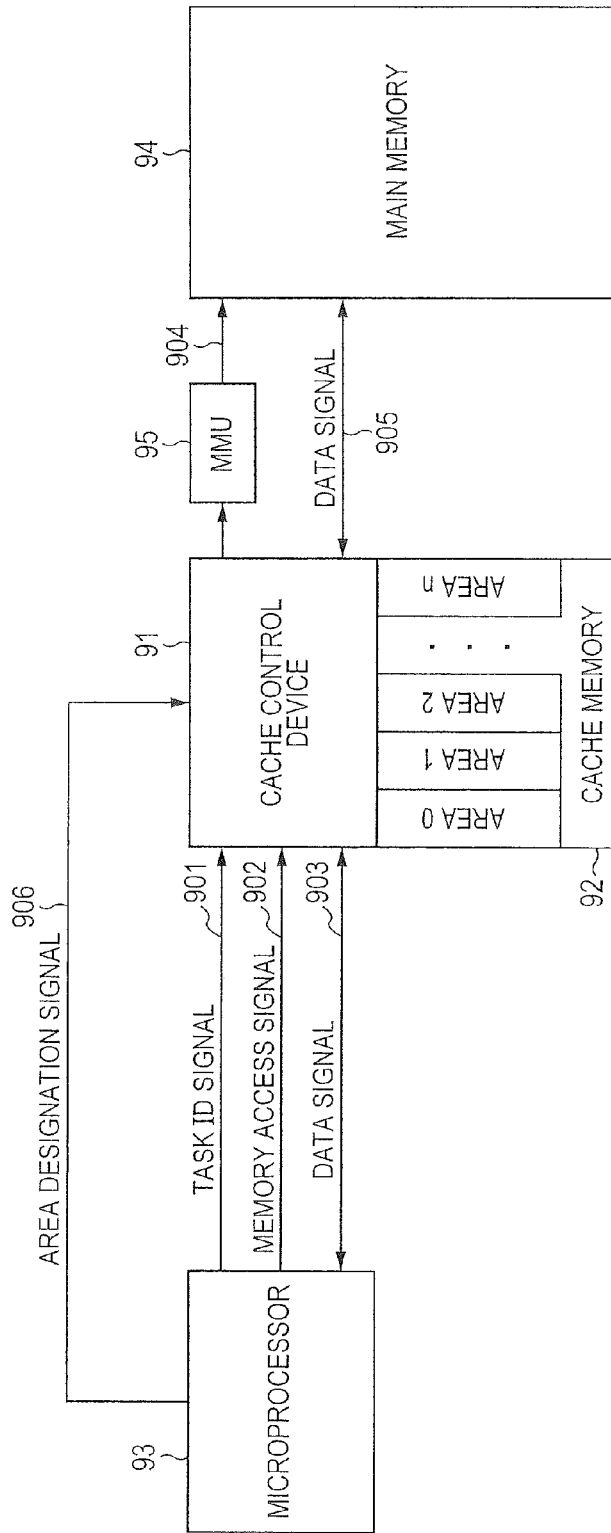 906
AREA DESIGNATION SIGNAL
93
MICROPROCESSOR
TASK ID SIGNAL
901
MEMORY ACCESS SIGNAL
902
DATA SIGNAL
903
91
CACHE CONTROL
DEVICE
AREA 0
AREA 1
AREA 2
. . .
AREA n
CACHE MEMORY
92
95
MMU
904
DATA SIGNAL
905
94
MAIN MEMORY